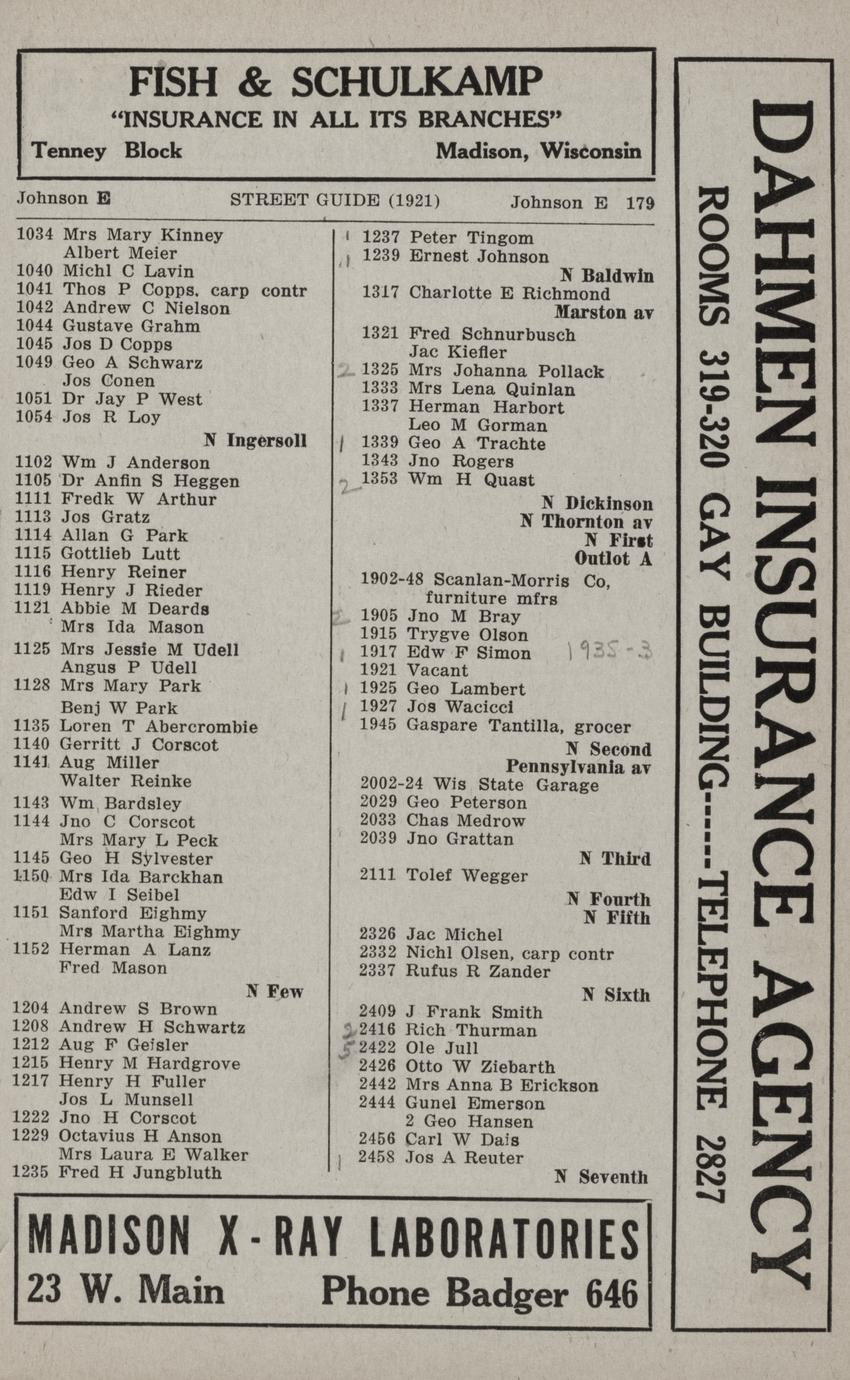 FISH & SCHULKAMP
“INSURANCE IN ALL ITS BRANCHES”
Tenney Block Madison, Wisconsin
Johnson E STREET GUIDE (1921) Johnson E 179
1034 Mrs Mary Kinney
Albert Meier
1040 Michl C Lavin
1041 Thos P Copps, carp contr
1042 Andrew C Nielson
1044 Gustave Grahm
1045 Jos D Copps
1049 Geo A Schwarz
Jos Conen
1051 Dr Jay P West
1054 Jos R Loy
N Ingersoll
1102 Wm J Anderson
1105 Dr Anfin S Heggen
1111 Fredk W Arthur
1113 Jos Gratz
1114 Allan G Park
1115 Gottlieb Lutt
1116 Henry Reiner
1119 Henry J Rieder
1121 Abbie M Deards
Mrs Ida Mason
1125 Mrs Jessie M Udell
Angus P Udell
1128 Mrs Mary Park
Benj W Park
1135 Loren T Abercrombie
1140 Gerritt J Corscot
1141 Aug Miller
Walter Reinke
1143 Wm Bardsley
1144 Jno C Corscot
Mrs Mary L Peck
1145 Geo H Sylvester
1150 Mrs Ida Barckhan
Edw I Seibel
1151 Sanford Eighmy
Mrs Martha Eighmy
1152 Herman A Lanz
Fred Mason
N Few
1204 Andrew S Brown
1208 Andrew H Schwartz
1212 Aug F Geisler
1215 Henry M Hardgrove
1217 Henry H Fuller
Jos L Munsell
1222 Jno H Corscot
1229 Octavius H Anson
Mrs Laura E Walker
1235 Fred H Jungbluth
1 1237 Peter Tingom
11 1239 Ernest Johnson
N Baldwin
1317 Charlotte E Richmond
Marston av
1321 Fred Schnurbusch
Jac Kiefler
2 1325 Mrs Johanna Pollack
1333 Mrs Lena Quinlan
1337 Herman Harbort
Leo M Gorman
1 1339 Geo A Trachte
1343 Jno Rogers
2 1353 Wm H Quast
N Dickinson
N Thornton av
N First
Outlot A
1902-48 Scanlan-Morris Co,
furniture mfrs
2 1905 Jno M Bray
1915 Trygve Olson
1 1917 Edw F Simon 1935-3
1921 Vacant
1 1925 Geo Lambert
1 1927 Jos Wacicci
1945 Gaspare Tantilla, grocer
N Second
Pennsylvania av
2002-24 Wis State Garage
2029 Geo Peterson
2033 Chas Medrow
2039 Jno Grattan
N Third
2111 Tolef Wegger
N Fourth
N Fifth
2326 Jac Michel
2332 Nichl Olsen, carp contr
2337 Rufus R Zander
N Sixth
2409 J Frank Smith
2 2416 Rich Thurman
5 2422 Ole Jull
2426 Otto W Ziebarth
2442 Mrs Anna B Erickson
2444 Gunel Emerson
2 Geo Hansen
2456 Carl W Dais
1 2458 Jos A Reuter
N Seventh
MADISON X-RAY LABORATORIES
23 W. Main Phone Badger 646
DAHMEN INSURANCE AGENCY
ROOMS 319-320 GAY BUILDING------TELEPHONE 2827